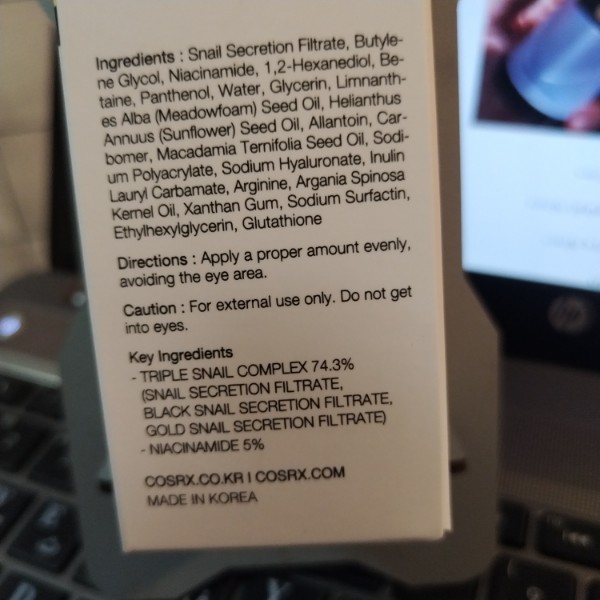 Ingredients : Snail Secretion Filtrate, Butyle-
ne Glycol, Niacinamide, 1,2-Hexanediol, Be-
taine, Panthenol, Water, Glycerin, Limnanth-
es Alba (Meadowfoam) Seed Oil, Helianthus
Annuus (Sunflower) Seed Oil, Allantoin, Car-
bomer, Macadamia Ternifolia Seed Oil, Sodi-
um Polyacrylate, Sodium Hyaluronate, Inulin
Lauryl Carbamate, Arginine, Argania Spinosa
Kernel Oil, Xanthan Gum, Sodium Surfactin,
Ethylhexylglycerin, Glutathione
Directions : Apply a proper amount evenly,
avoiding the eye area.
Caution : For external use only. Do not get
into eyes.
Key Ingredients
- TRIPLE SNAIL COMPLEX 74.3%
(SNAIL SECRETION FILTRATE,
BLACK SNAIL SECRETION FILTRATE,
GOLD SNAIL SECRETION FILTRATE)
- NIACINAMIDE 5%
COSRX.CO.KR I COSRX.COM
MADE IN KOREA
hp